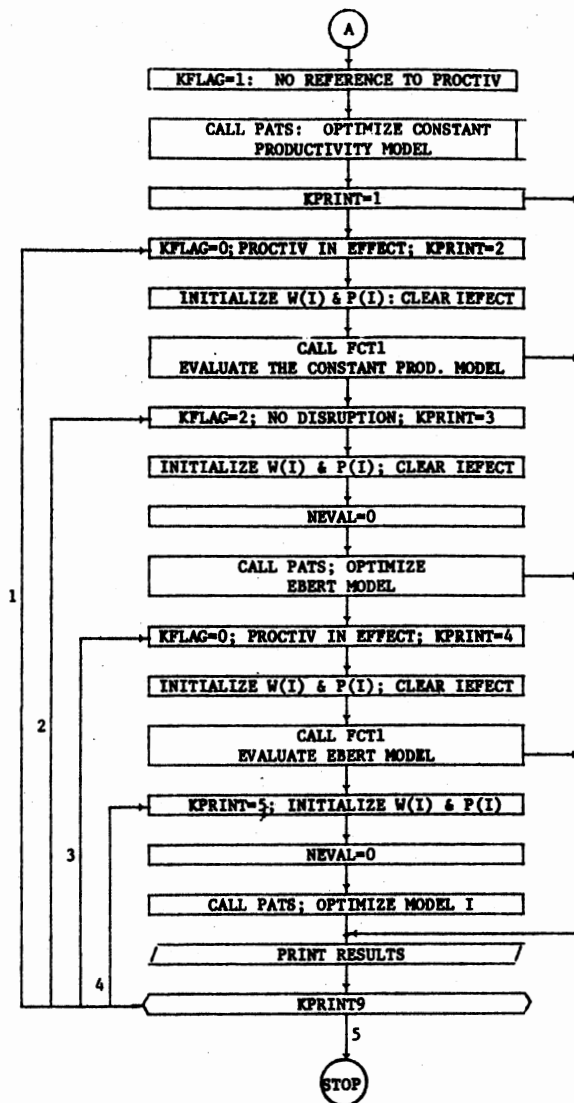 A
KFLAG=1: NO REFERENCE TO PROCTIV
CALL PATS: OPTIMIZE CONSTANT
PRODUCTIVITY MODEL
KPRINT=1
KFLAG=0; PROCTIV IN EFFECT; KPRINT=2
INITIALIZE W(I) & P(I): CLEAR IEFECT
CALL FCT1
EVALUATE THE CONSTANT PROD. MODEL
KFLAG=2; NO DISRUPTION; KPRINT=3
INITIALIZE W(I) & P(I); CLEAR IEFECT
NEVAL=0
CALL PATS; OPTIMIZE
EBERT MODEL
1
KFLAG=0; PROCTIV IN EFFECT; KPRINT=4
2
INITIALIZE W(I) & P(I); CLEAR IEFECT
CALL FCT1
EVALUATE EBERT MODEL
KPRINT=5; INITIALIZE W(I) & P(I)
3
NEVAL=0
CALL PATS; OPTIMIZE MODEL I
PRINT RESULTS
4
KPRINT9
5
STOP